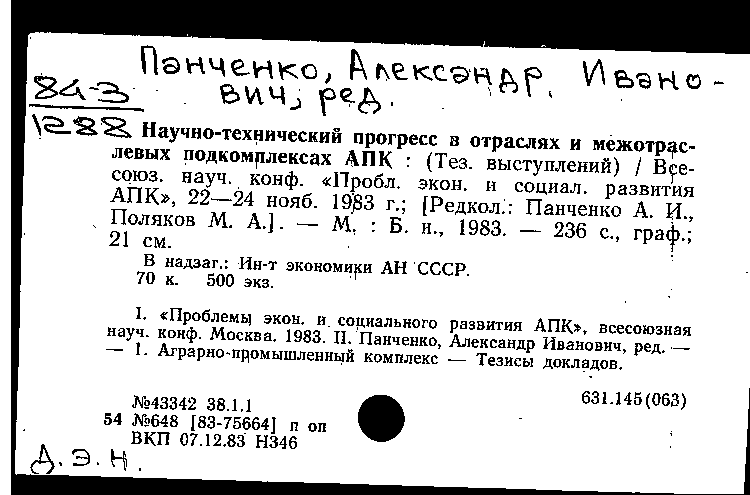 Панченко, Александр Ивано-
вич, ред.
84-3
1288
Научно-технический прогресс в отраслях и межотрас-
левых подкомплексах АПК : (Тез. выступлений) / Все-
союз. науч. конф. «Пробл. экон. и социал. развития
АПК», 22—24 нояб. 1983 г.; [Редкол.: Панченко А. И.,
Поляков М. А.]. — М. : Б. и., 1983. — 236 с., граф.;
21 см.
В надзаг.: Ин-т экономики АН СССР.
70 к. 500 экз.
I. «Проблемы экон. и социального развития АПК», всесоюзная
науч. конф. Москва. 1983. II. Панченко, Александр Иванович, ред. —
— 1. Аграрно-промышленный комплекс — Тезисы докладов.
631.145(063)
№43342 38.1.1
54 №648 [83-75664] п оп
ВКП 07.12.83 Н346
Д.Э.Н.